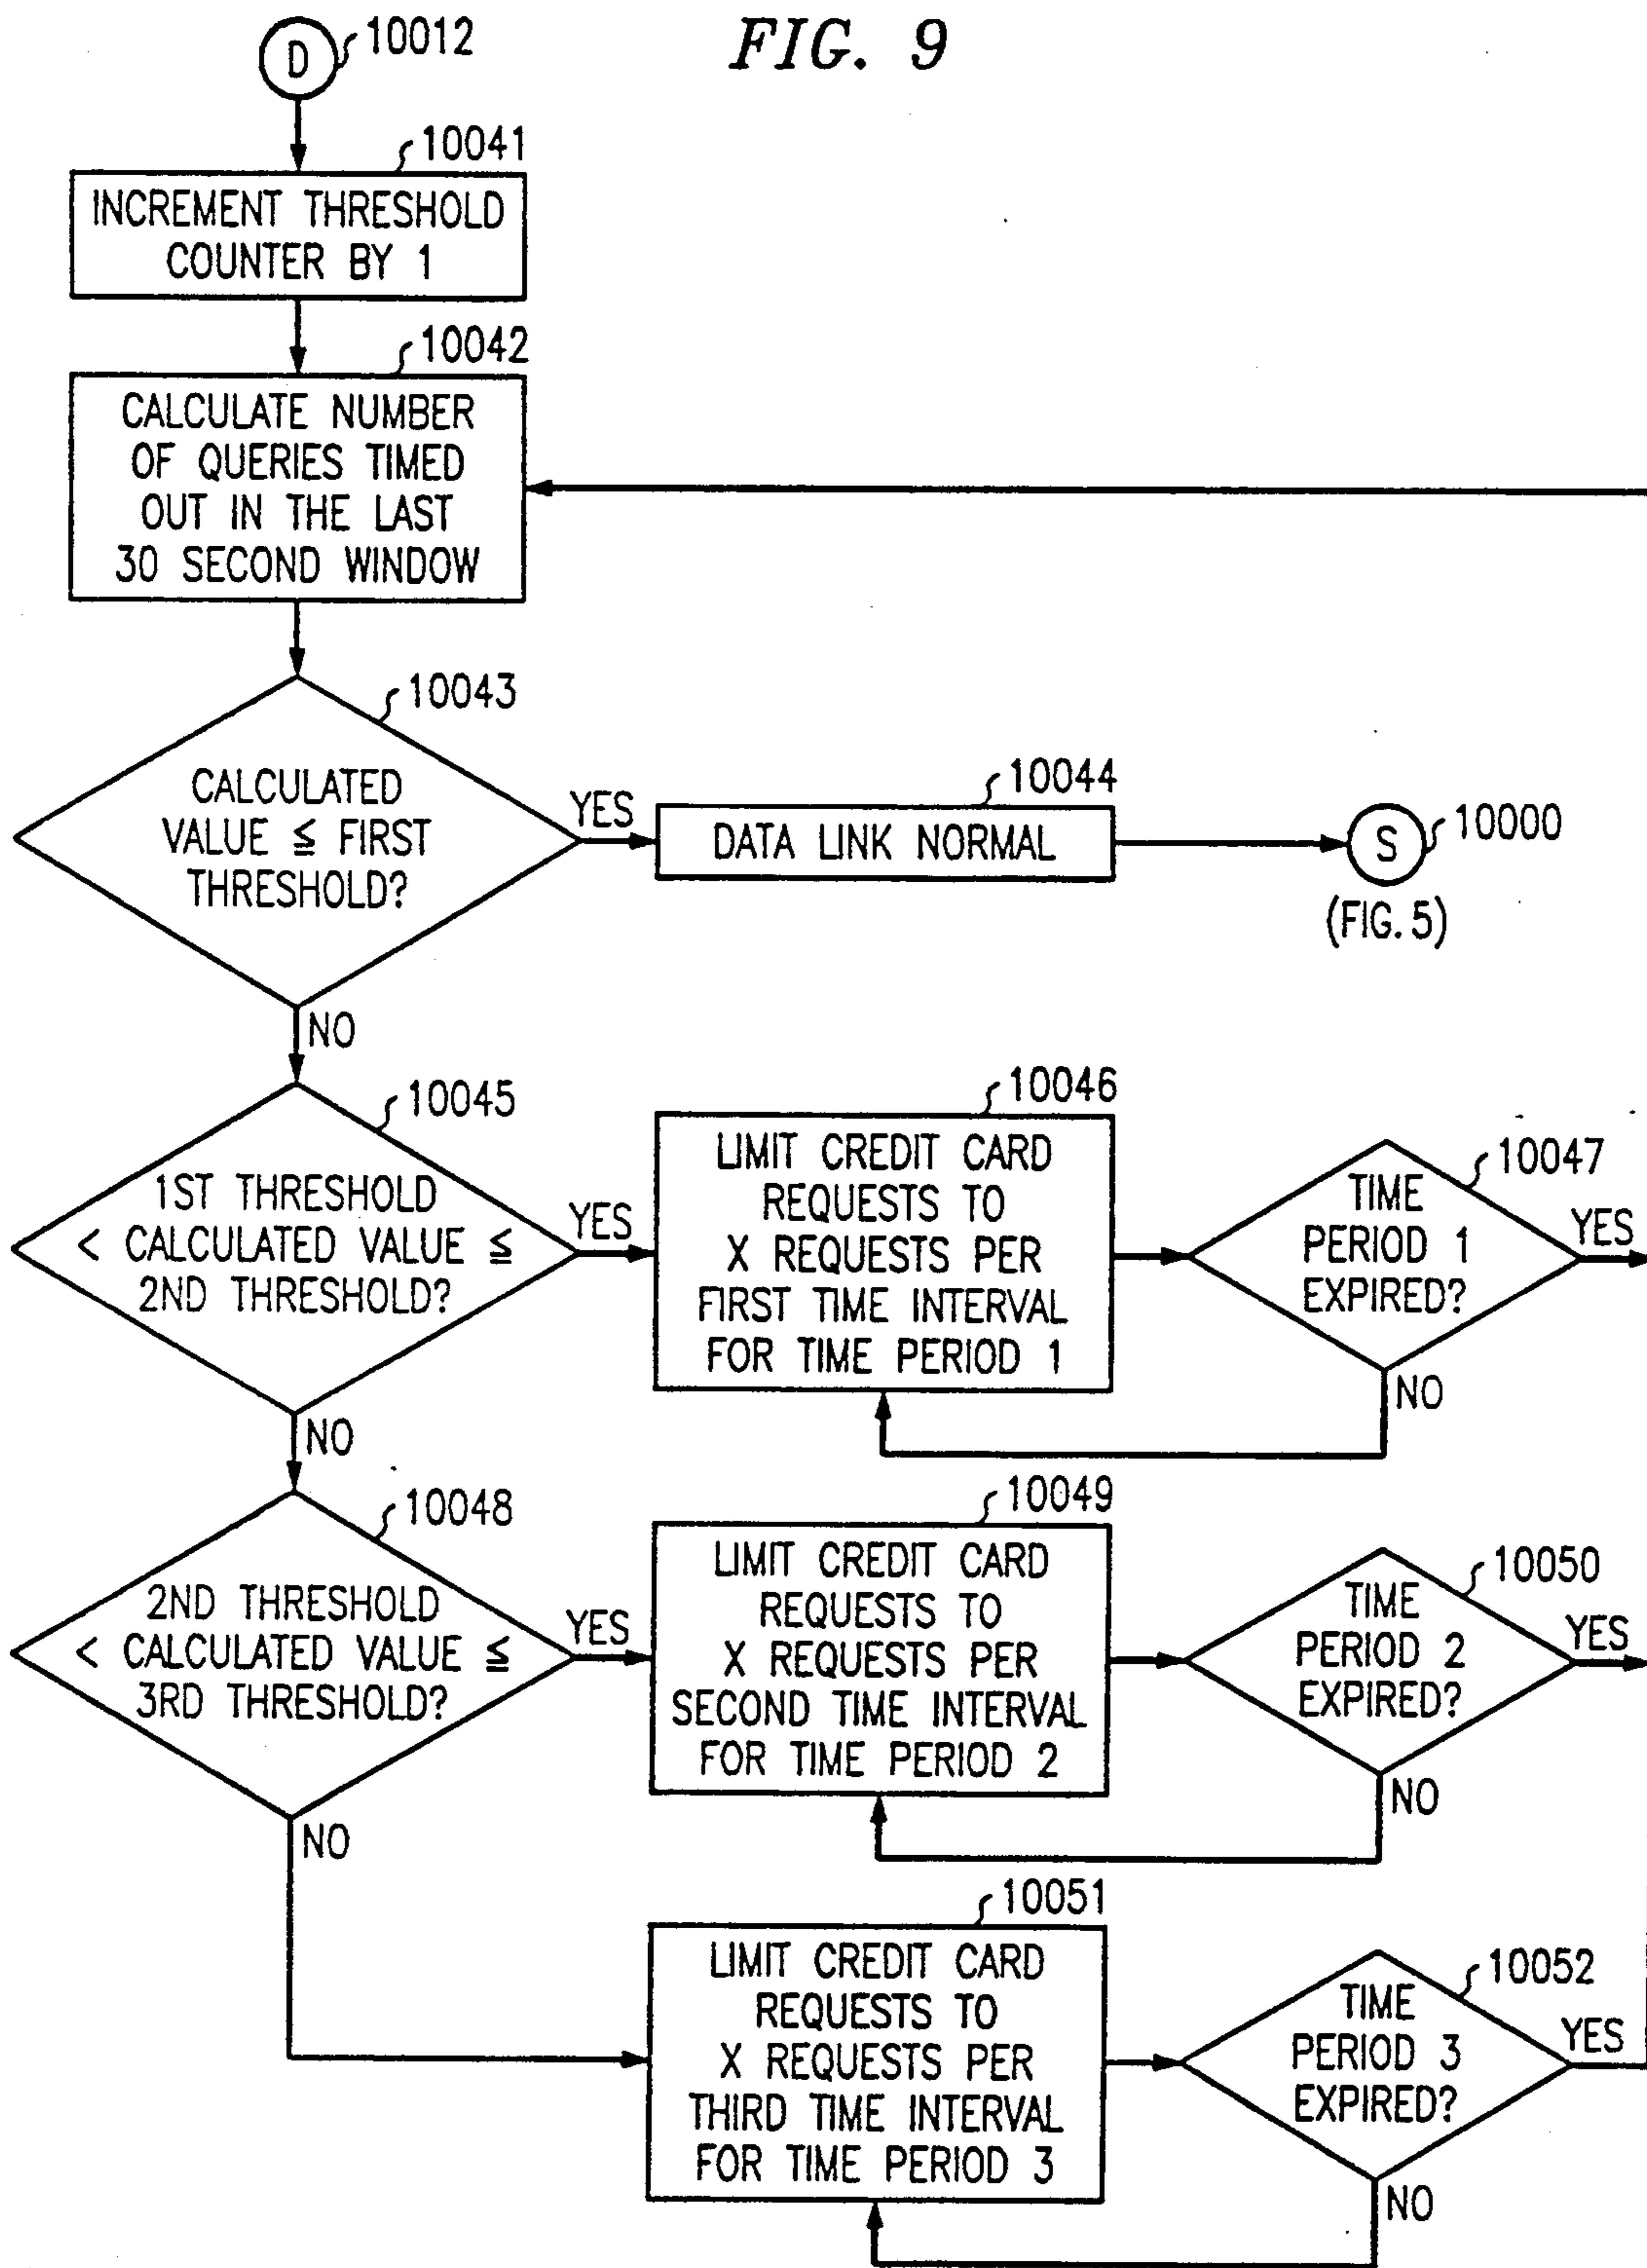 FIG. 9
D
10012
10041
INCREMENT THRESHOLD
COUNTER BY 1
10042
CALCULATE NUMBER
OF QUERIES TIMED
OUT IN THE LAST
30 SECOND WINDOW
10043
CALCULATED
VALUE ≦ FIRST
THRESHOLD?
YES
NO
10044
DATA LINK NORMAL
S
10000
(FIG. 5)
10045
1ST THRESHOLD
< CALCULATED VALUE ≦
2ND THRESHOLD?
YES
NO
10046
LIMIT CREDIT CARD
REQUESTS TO
X REQUESTS PER
FIRST TIME INTERVAL
FOR TIME PERIOD 1
10047
TIME
PERIOD 1
EXPIRED?
YES
NO
10048
2ND THRESHOLD
< CALCULATED VALUE ≦
3RD THRESHOLD?
YES
NO
10049
LIMIT CREDIT CARD
REQUESTS TO
X REQUESTS PER
SECOND TIME INTERVAL
FOR TIME PERIOD 2
10050
TIME
PERIOD 2
EXPIRED?
YES
NO
10051
LIMIT CREDIT CARD
REQUESTS TO
X REQUESTS PER
THIRD TIME INTERVAL
FOR TIME PERIOD 3
10052
TIME
PERIOD 3
EXPIRED?
YES
NO